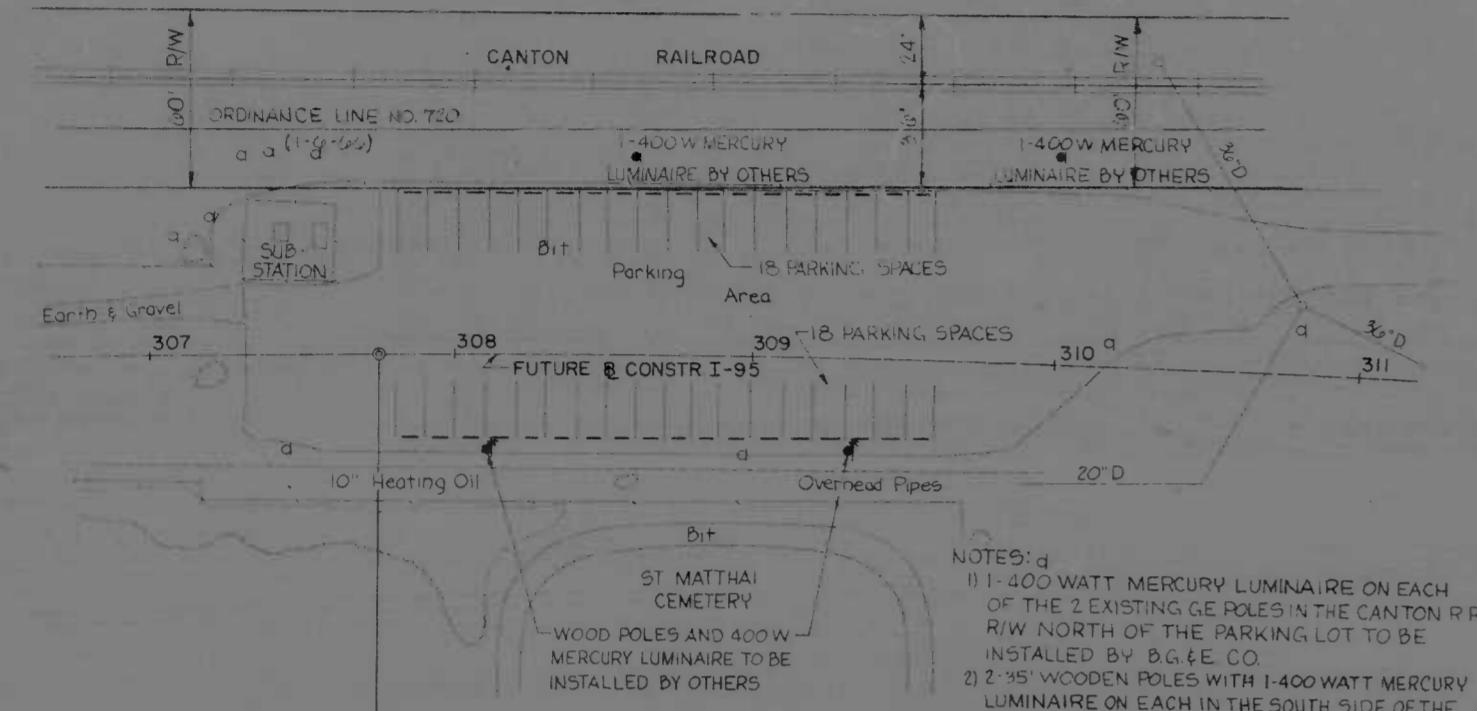 60' R/W
CANTON RAILROAD
24'
60' R/W
ORDINANCE LINE NO. 720
36'
1-400W MERCURY
LUMINAIRE BY OTHERS
1-400W MERCURY
LUMINAIRE BY OTHERS
36"D
SUB-
STATION
Bit
Parking
Area
18 PARKING SPACES
Earth & Gravel
18 PARKING SPACES
307
308
309
310
311
36"D
FUTURE B CONSTR I-95
10" Heating Oil
Overhead Pipes
20"D
Bit
ST MATTHAI
CEMETERY
WOOD POLES AND 400W
MERCURY LUMINAIRE TO BE
INSTALLED BY OTHERS
NOTES:
1) 1-400 WATT MERCURY LUMINAIRE ON EACH
OF THE 2 EXISTING GE POLES IN THE CANTON R R
R/W NORTH OF THE PARKING LOT TO BE
INSTALLED BY B.G.&E. CO.
2) 2-35' WOODEN POLES WITH 1-400 WATT MERCURY
LUMINAIRE ON EACH IN THE SOUTH SIDE OF THE